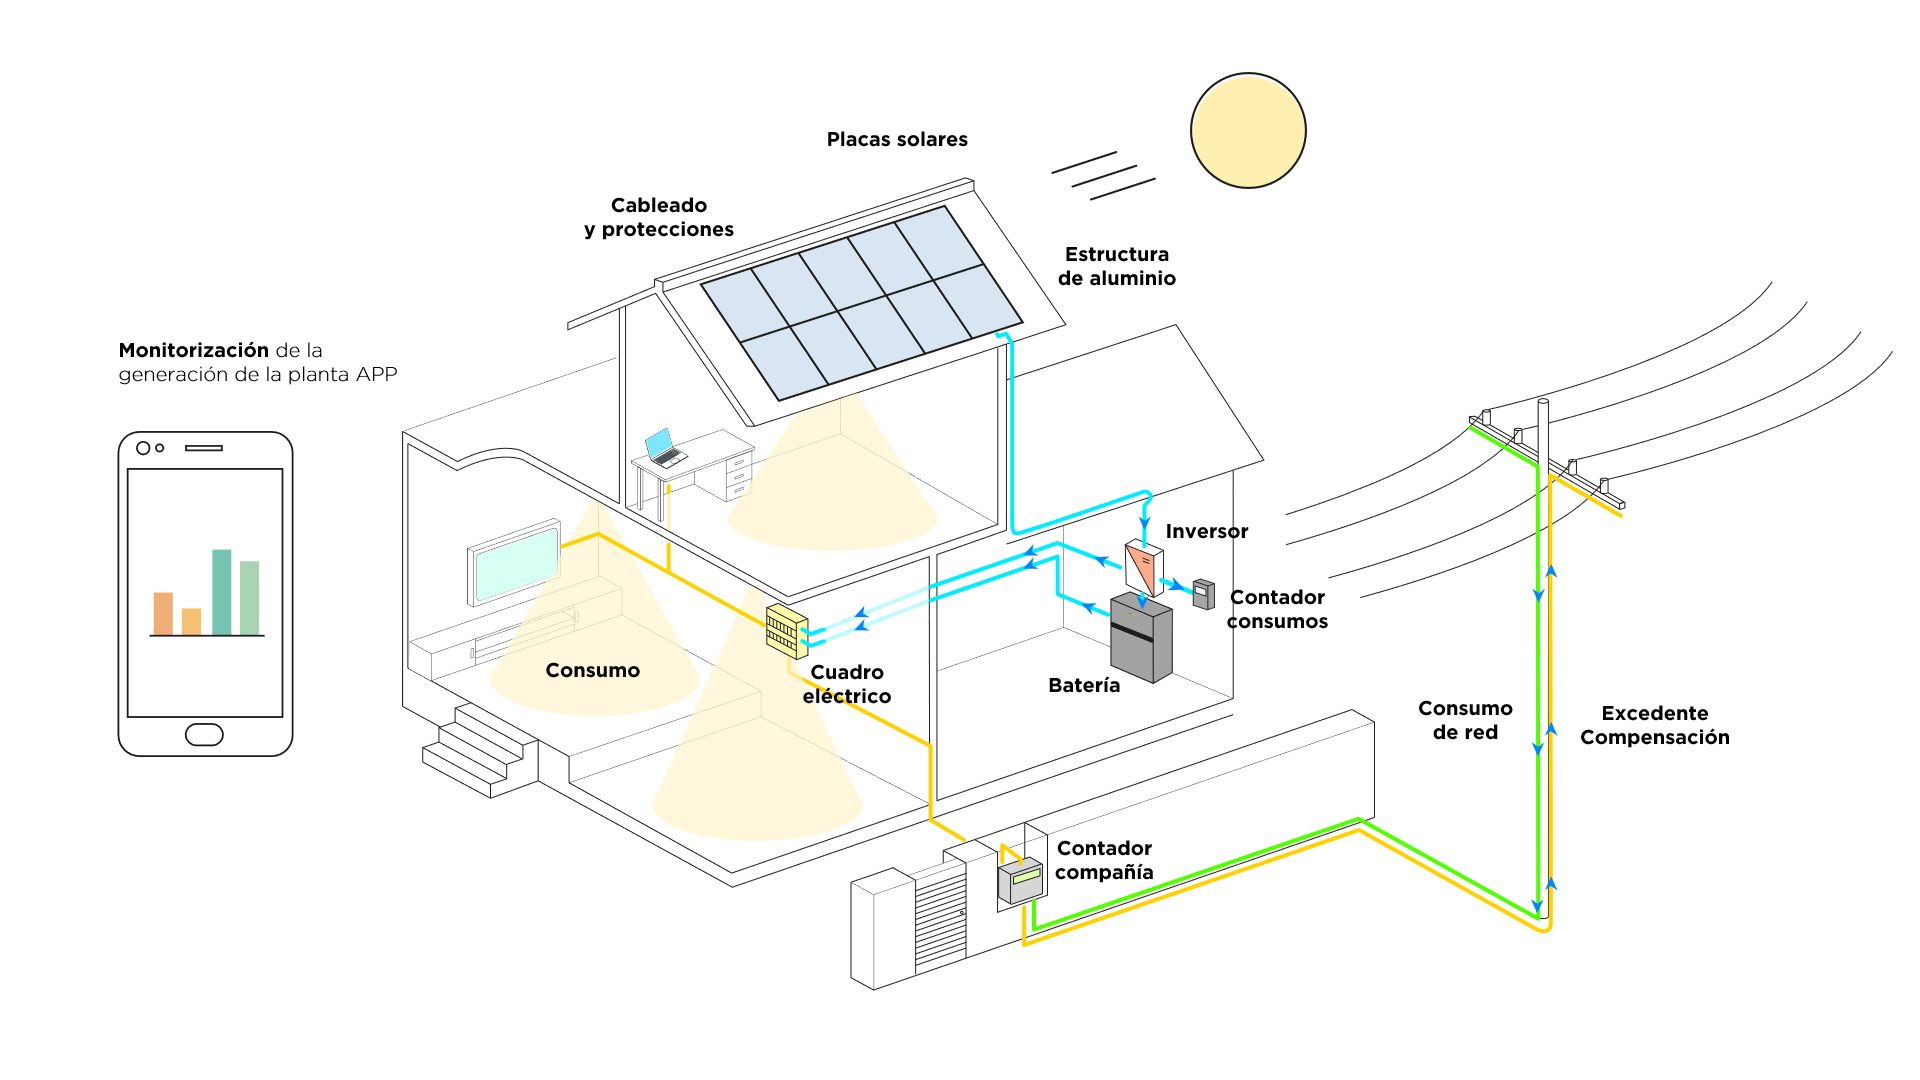 Placas solares
Cableado
y protecciones
Estructura
de aluminio
Monitorización de la
generación de la planta APP
Inversor
Contador
consumos
Consumo
Cuadro
eléctrico
Batería
Consumo
de red
Excedente
Compensación
Contador
compañía